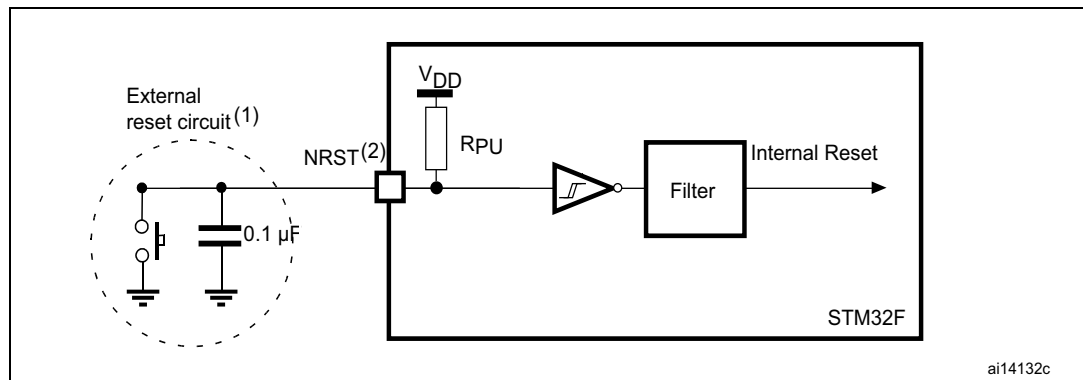 External
reset circuit(1)
VDD
RPU
NRST(2)
Internal Reset
Filter
0.1 µF
STM32F
ai14132c